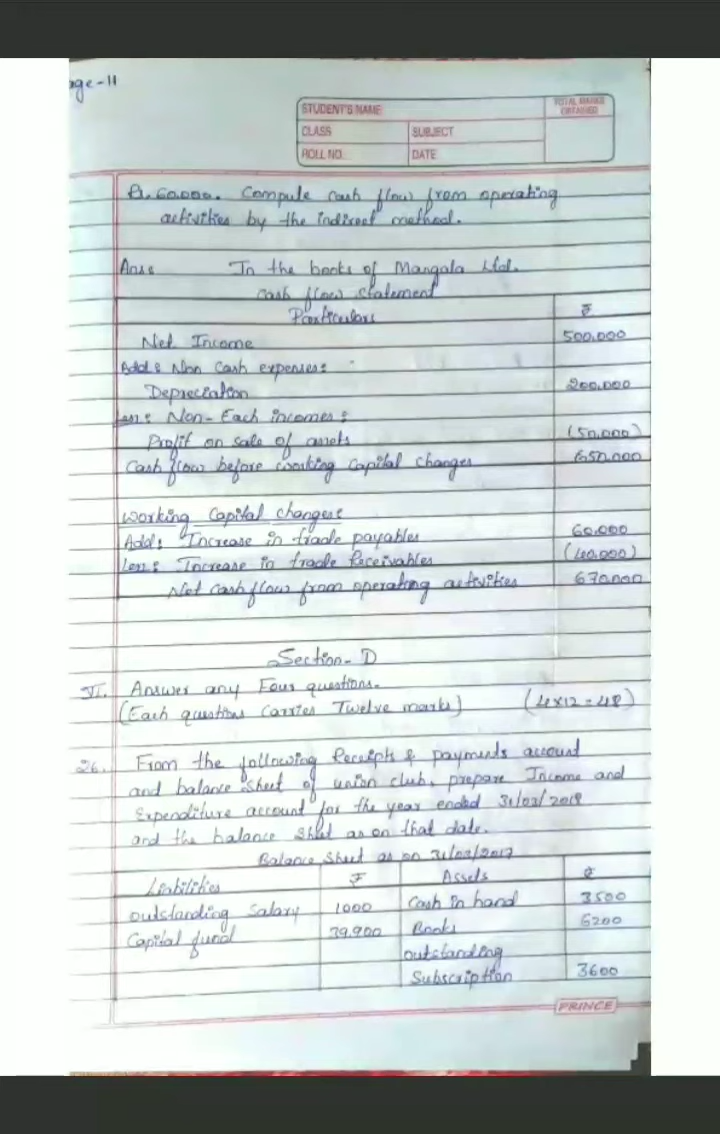 age-11
STUDENT'S NAME
TOTAL MARKS OBTAINED
CLASS SUBJECT
ROLL NO. DATE
60.000. Compute cash flow from operating
activities by the indirect method.
Ans: In the books of Mangala Ltd.
cash flow statement
Particulars ₹
Net Income 500.000
Add: Non Cash expenses:
Depreciation 200.000
Less: Non-Each incomes:
Profit on sale of assets (50.000)
Cash flow before working Capital changes 650.000
Working Capital changes:
Add: Increase in trade payables 60.000
Less: Increase in trade Receivables (40.000)
Net cash flow from operating activities 670.000
Section-D
VI. Answer any Four questions.
(Each questions carries Twelve marks) (4x12=48)
26. From the following Receipts & payments account
and balance sheet of union club, prepare Income and
Expenditure account for the year ended 31/03/2018
and the balance sheet as on that date.
Balance sheet as on 31/03/2017
Liabilities ₹ Assets ₹
Outstanding Salary 1000 Cash in hand 3500
Capital fund 39.900 Books 6200
outstanding
Subscription 3600
PRINCE